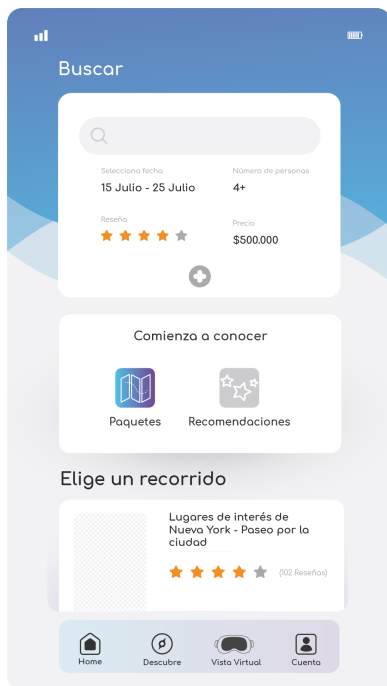 Buscar
Selecciona fecha
Número de personas
15 Julio - 25 Julio
4+
Reseña
Precio
$500.000
Comienza a conocer
Paquetes
Recomendaciones
Elige un recorrido
Lugares de interés de
Nueva York - Paseo por la
ciudad
(102 Reseñas)
Home
Descubre
Vista Virtual
Cuenta